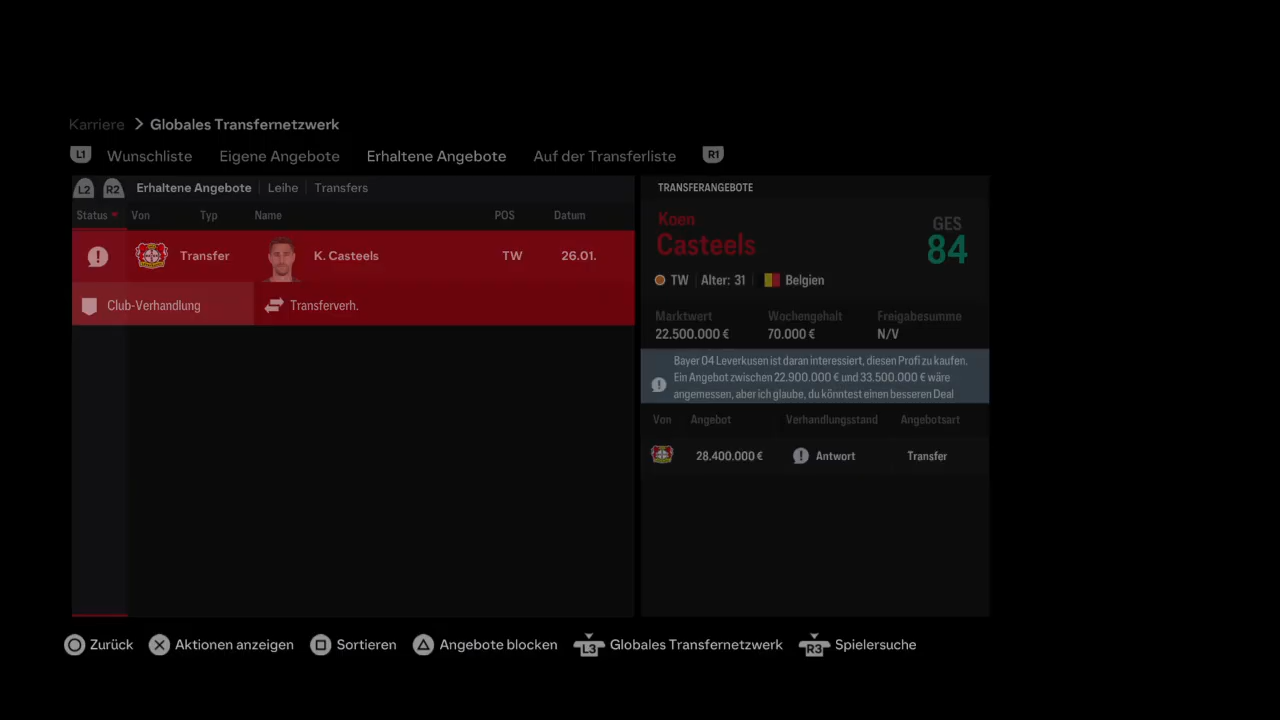 Karriere > Globales Transfernetzwerk
L1 Wunschliste Eigene Angebote Erhaltene Angebote Auf der Transferliste R1
L2 R2 Erhaltene Angebote | Leihe | Transfers
Status Von Typ Name POS Datum
Transfer K. Casteels TW 26.01.
Club-Verhandlung Transferverh.
TRANSFERANGEBOTE
Koen
Casteels
GES
84
TW Alter: 31 Belgien
Marktwert Wochengehalt Freigabesumme
22.500.000 € 70.000 € N/V
Bayer 04 Leverkusen ist daran interessiert, diesen Profi zu kaufen.
Ein Angebot zwischen 22.900.000 € und 33.500.000 € wäre
angemessen, aber ich glaube, du könntest einen besseren Deal
Von Angebot Verhandlungsstand Angebotsart
28.400.000 € Antwort Transfer
Zurück Aktionen anzeigen Sortieren Angebote blocken L3 Globales Transfernetzwerk R3 Spielersuche